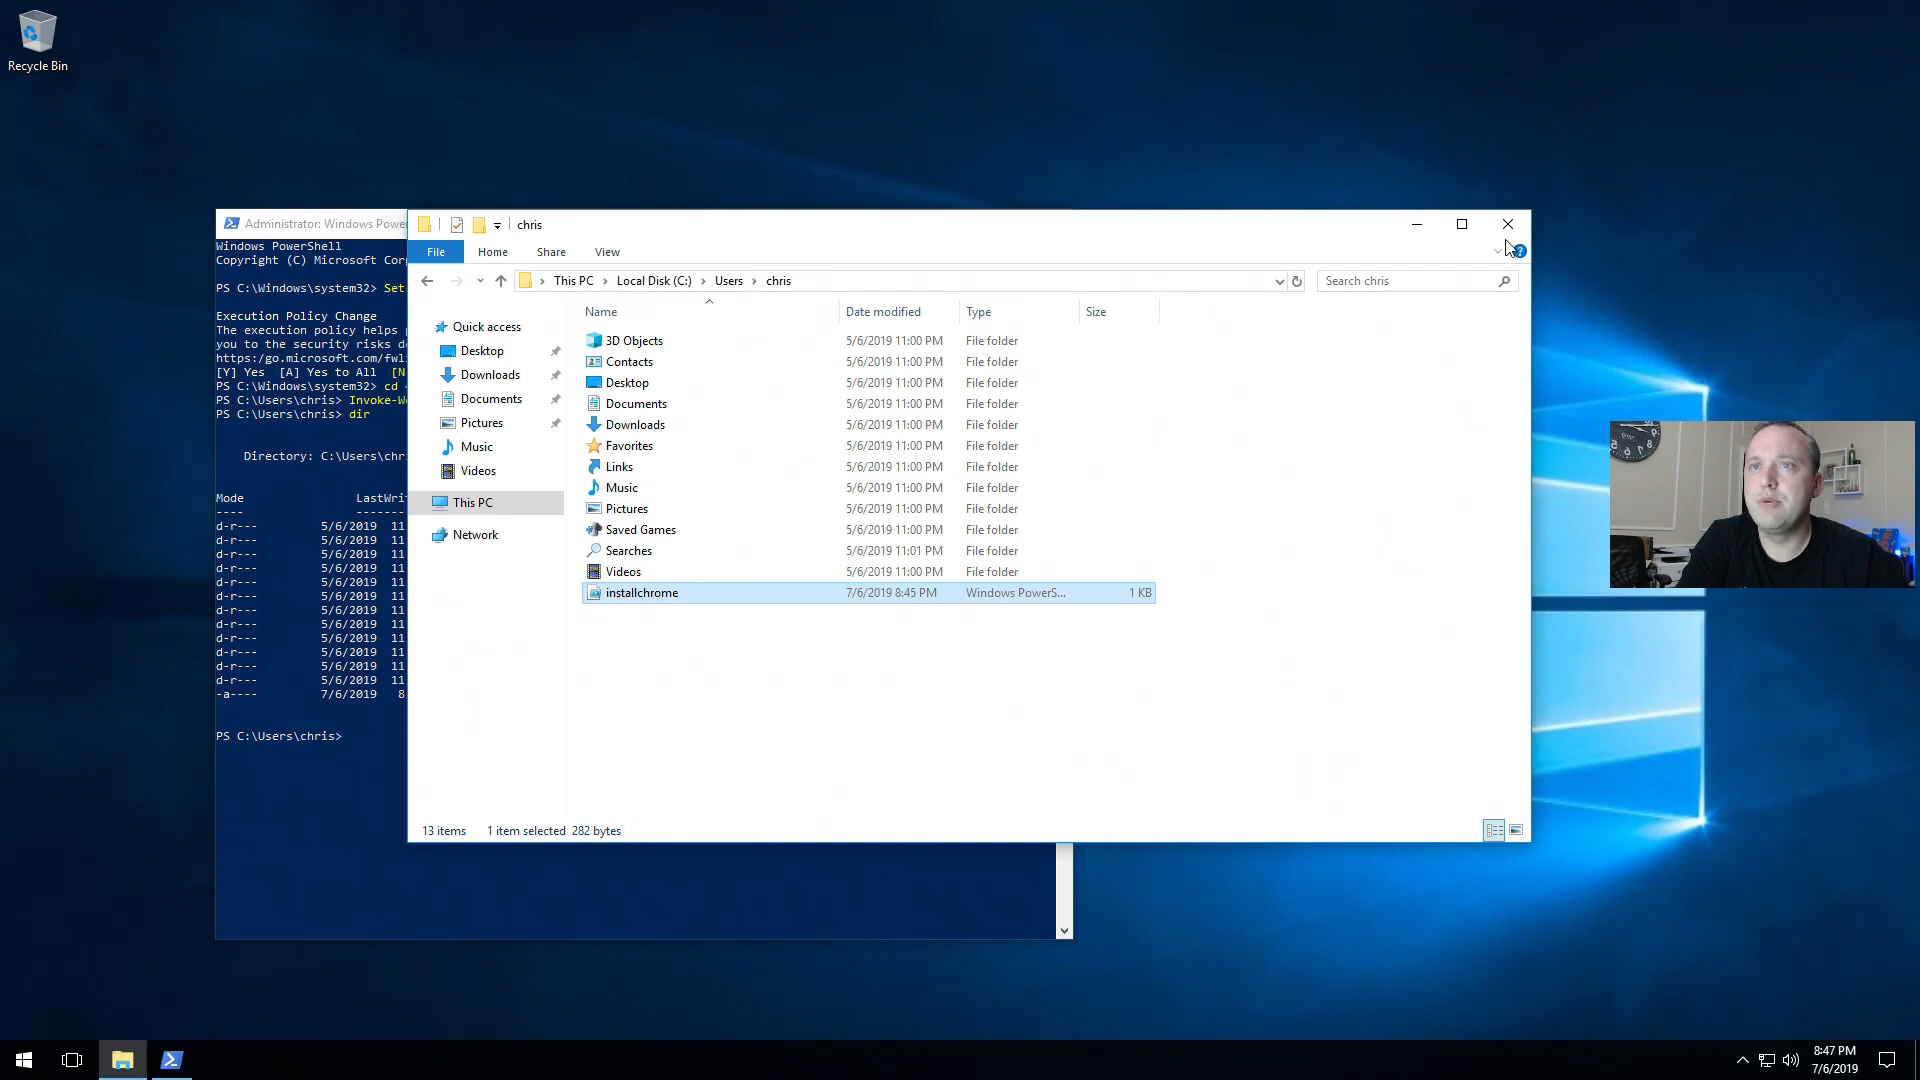 Recycle Bin
Administrator: Windows Power
Windows PowerShell
Copyright (C) Microsoft Cor
PS C:\Windows\system32> Set
Execution Policy Change
The execution policy helps
you to the security risks d
https:/go.microsoft.com/fwl
[Y] Yes [A] Yes to All [N
PS C:\Windows\system32> cd
PS C:\Users\chris> Invoke-W
PS C:\Users\chris> dir
Directory: C:\Users\chri
Mode LastWri
---- -------
d-r--- 5/6/2019 11
d-r--- 5/6/2019 11
d-r--- 5/6/2019 11
d-r--- 5/6/2019 11
d-r--- 5/6/2019 11
d-r--- 5/6/2019 11
d-r--- 5/6/2019 11
d-r--- 5/6/2019 11
d-r--- 5/6/2019 11
d-r--- 5/6/2019 11
d-r--- 5/6/2019 11
d-r--- 5/6/2019 11
-a---- 7/6/2019 8
PS C:\Users\chris>
chris
File Home Share View
This PC > Local Disk (C:) > Users > chris
Search chris
Quick access
Desktop
Downloads
Documents
Pictures
Music
Videos
This PC
Network
Name Date modified Type Size
3D Objects 5/6/2019 11:00 PM File folder
Contacts 5/6/2019 11:00 PM File folder
Desktop 5/6/2019 11:00 PM File folder
Documents 5/6/2019 11:00 PM File folder
Downloads 5/6/2019 11:00 PM File folder
Favorites 5/6/2019 11:00 PM File folder
Links 5/6/2019 11:00 PM File folder
Music 5/6/2019 11:00 PM File folder
Pictures 5/6/2019 11:00 PM File folder
Saved Games 5/6/2019 11:00 PM File folder
Searches 5/6/2019 11:01 PM File folder
Videos 5/6/2019 11:00 PM File folder
installchrome 7/6/2019 8:45 PM Windows PowerS... 1 KB
13 items 1 item selected 282 bytes
8:47 PM
7/6/2019